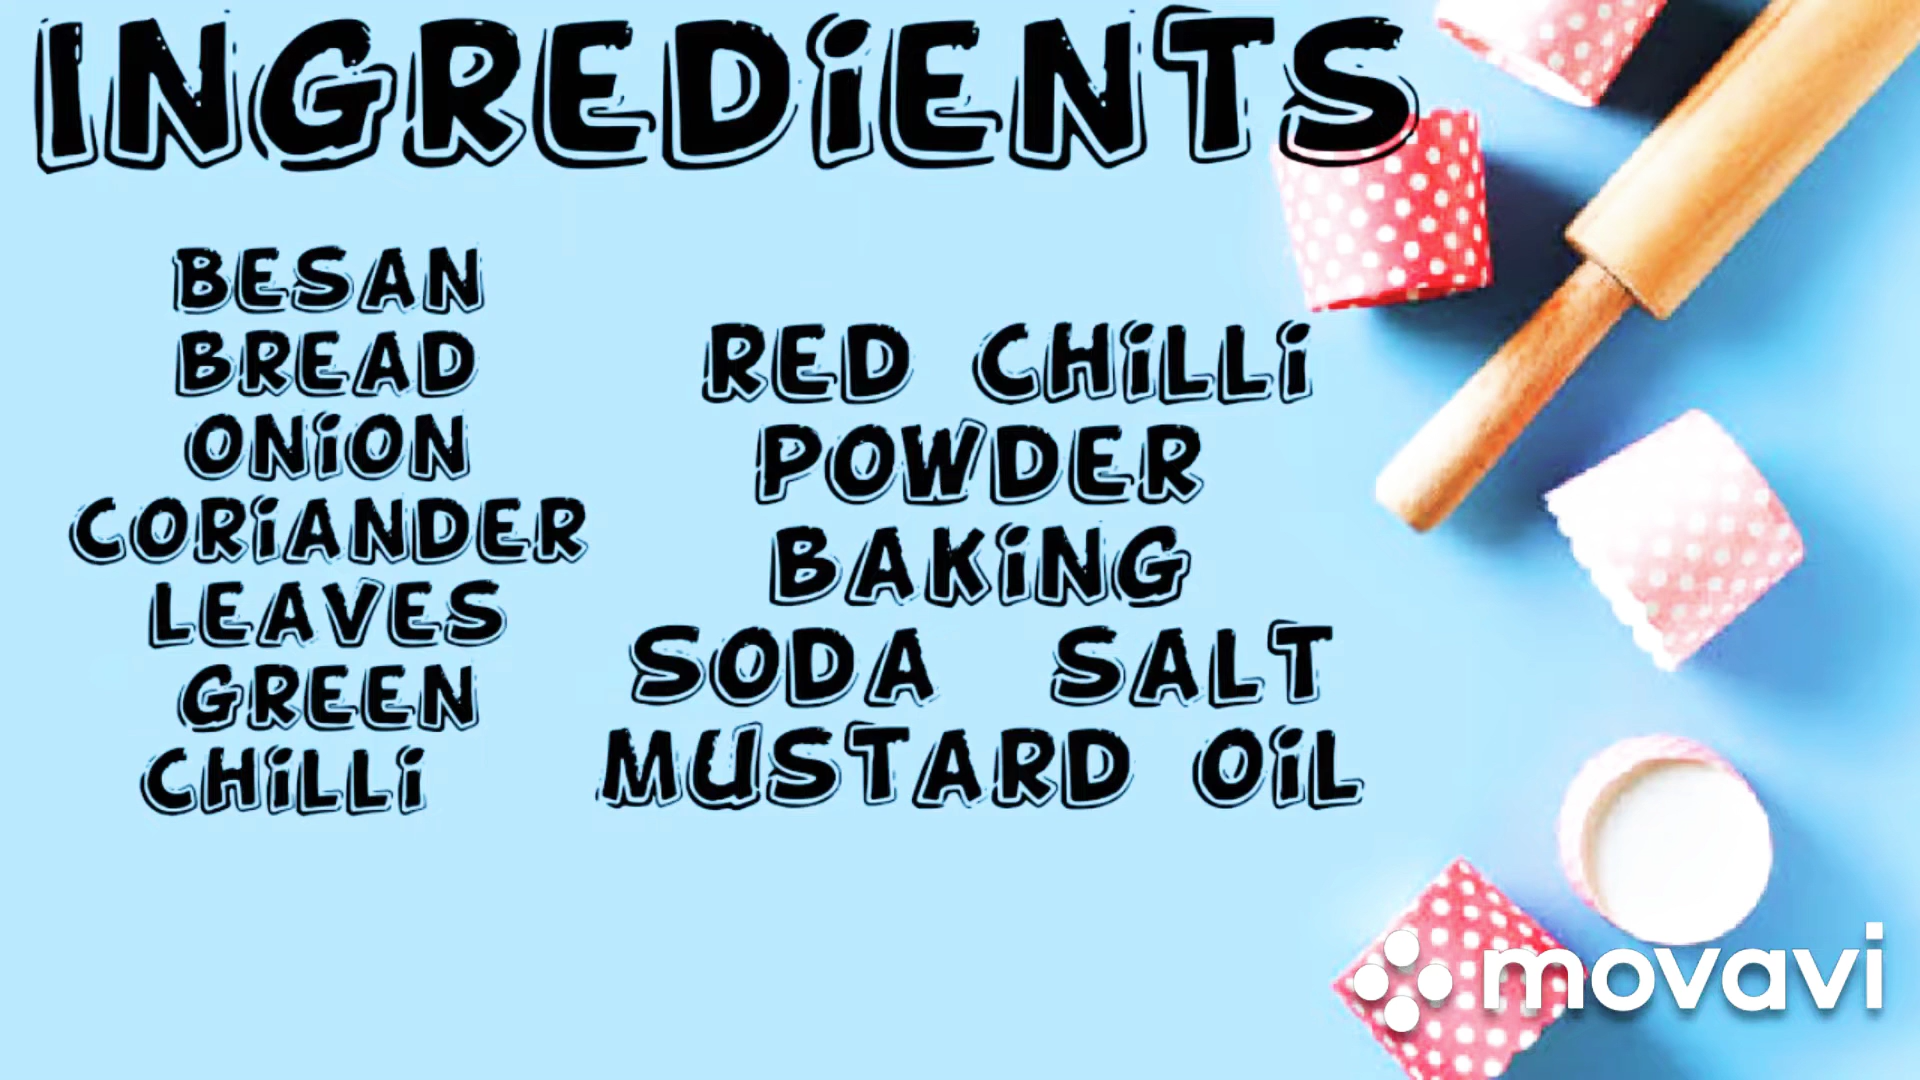 INGREDiENTS
BESAN
BREAD
ONiON
CORiANDER
LEAVES
GREEN
CHiLLi
RED CHiLLi
POWDER
BAKiNG
SODA SALT
MUSTARD OiL
movavi